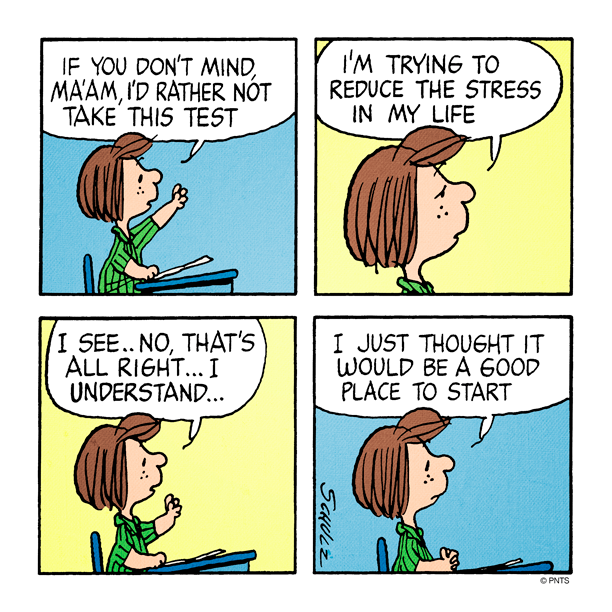 IF YOU DON'T MIND,
MA'AM, I'D RATHER NOT
TAKE THIS TEST
I'M TRYING TO
REDUCE THE STRESS
IN MY LIFE
I SEE.. NO, THAT'S
ALL RIGHT... I
UNDERSTAND...
I JUST THOUGHT IT
WOULD BE A GOOD
PLACE TO START
SCHULZ
© PNTS